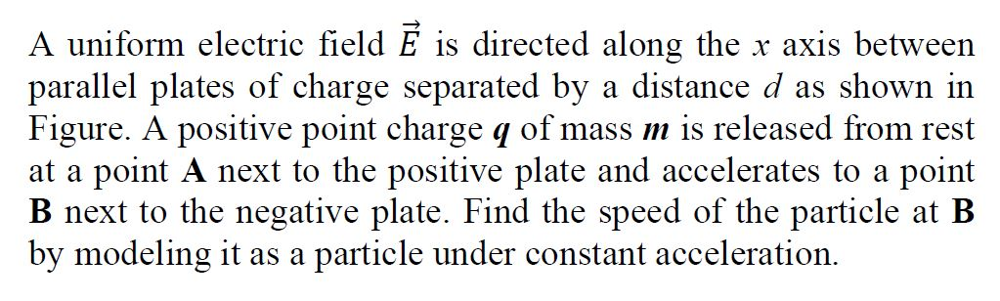 A uniform electric field \vec{E} is directed along the x axis between
parallel plates of charge separated by a distance d as shown in
Figure. A positive point charge q of mass m is released from rest
at a point A next to the positive plate and accelerates to a point
B next to the negative plate. Find the speed of the particle at B
by modeling it as a particle under constant acceleration.